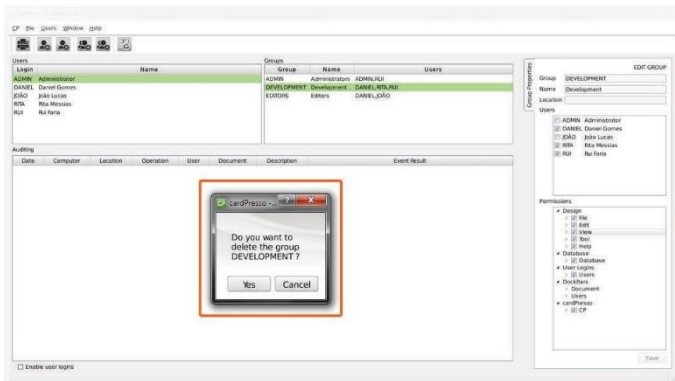 CP File Users Window Help
Users
Login Name
ADMIN Administrator
DANIEL Daniel Gomes
JOÃO João Lucas
RITA Rita Messias
RUI Rui Faria
Groups
Group Name Users
ADMIN Administrators ADMIN,RUI
DEVELOPMENT Development DANIEL,RITA,RUI
EDITORS Editers DANIEL,JOÃO
Auditing
Date Computer Location Operation User Document Description Event Result
cardPresso -...
Do you want to
delete the group
DEVELOPMENT ?
Yes Cancel
Enable user logins
Group Properties
EDIT GROUP
Group DEVELOPMENT
Name Development
Location
Users
ADMIN Administrator
DANIEL Daniel Gomes
JOÃO João Lucas
RITA Rita Messias
RUI Rui Faria
Permissions
Design
File
Edit
View
Tool
Help
Database
Database
User Logins
Users
DockBars
Document
Users
cardPresso
CP
Save